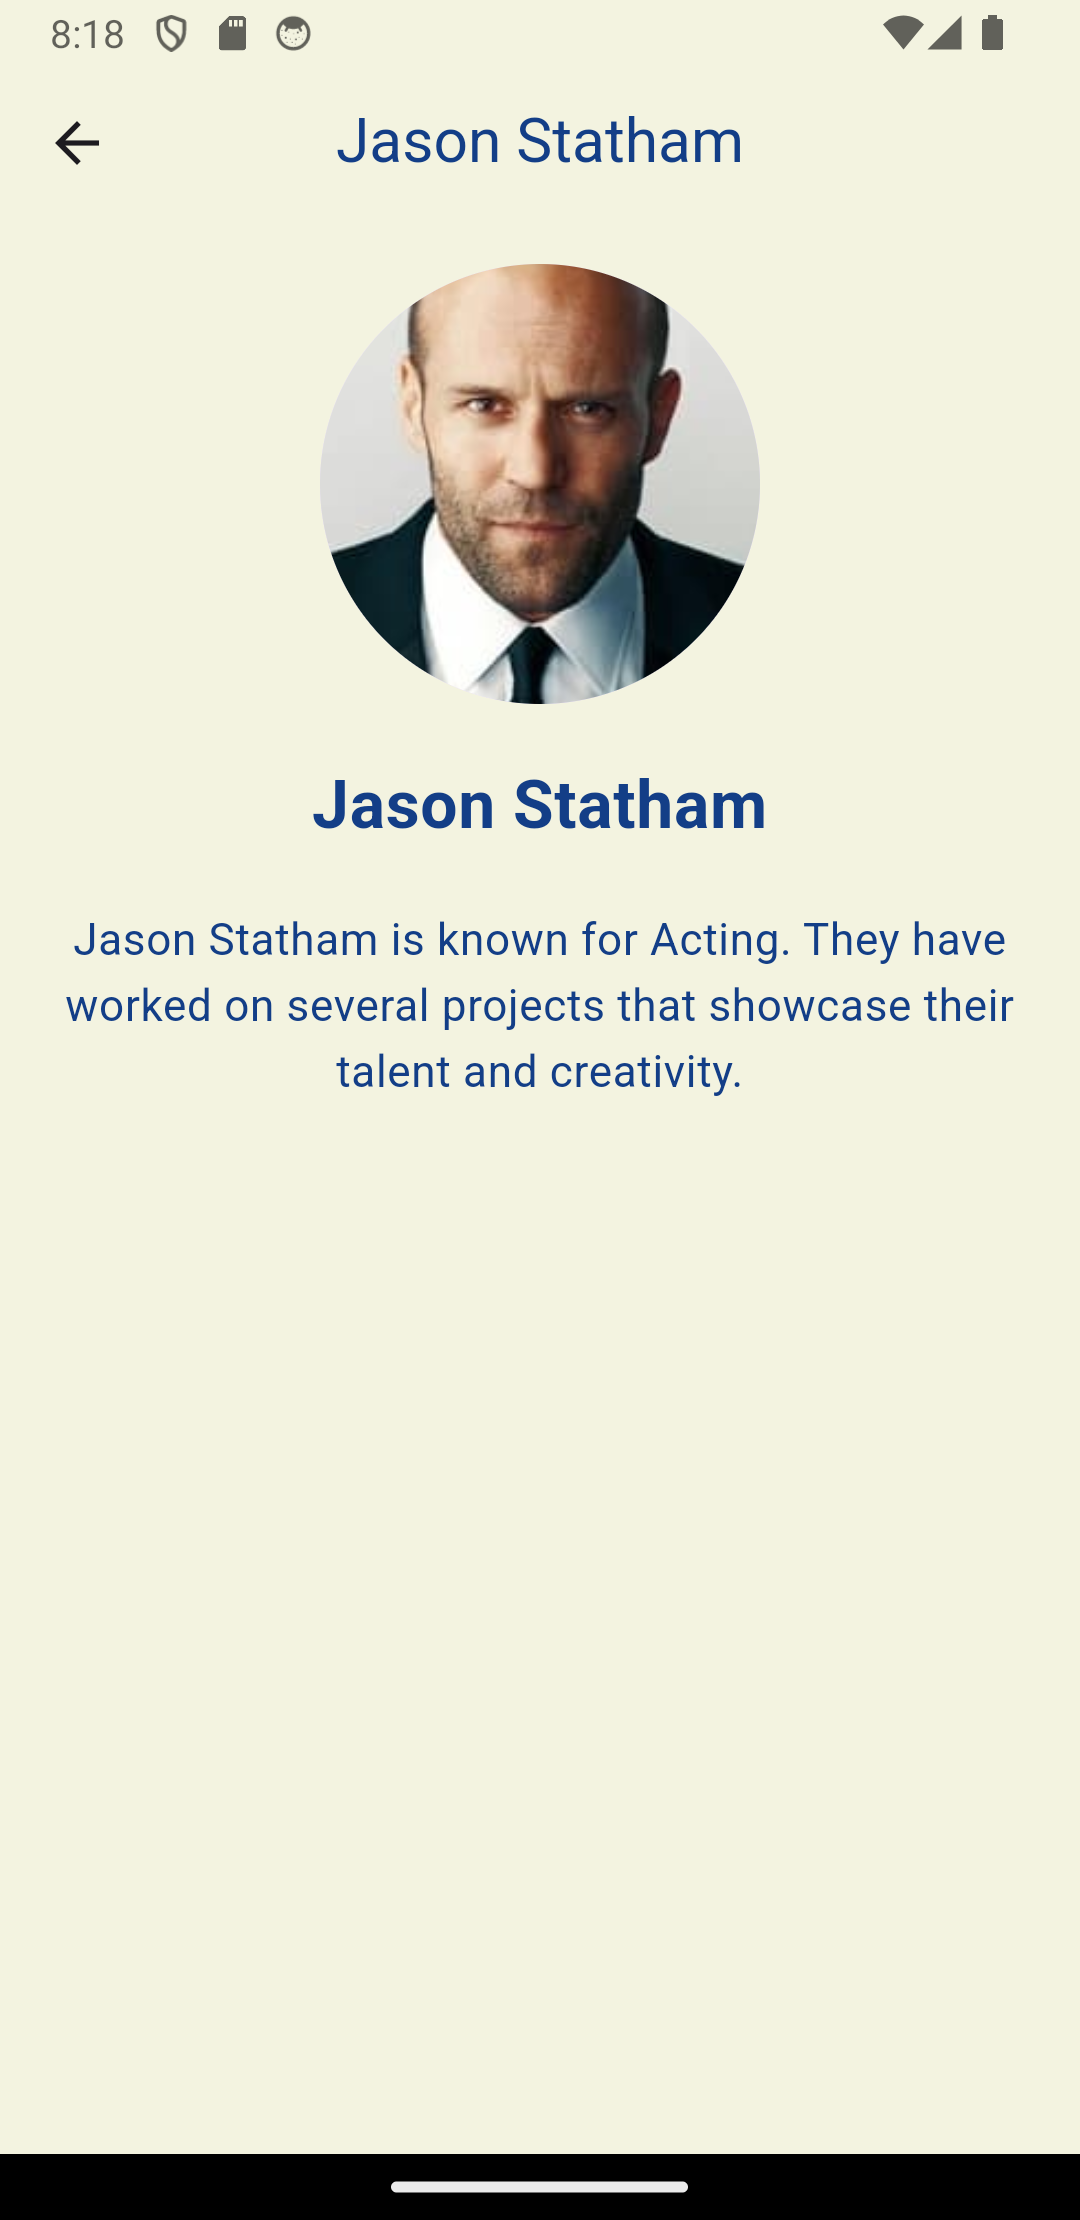 8:18
Jason Statham
Jason Statham
Jason Statham is known for Acting. They have
worked on several projects that showcase their
talent and creativity.